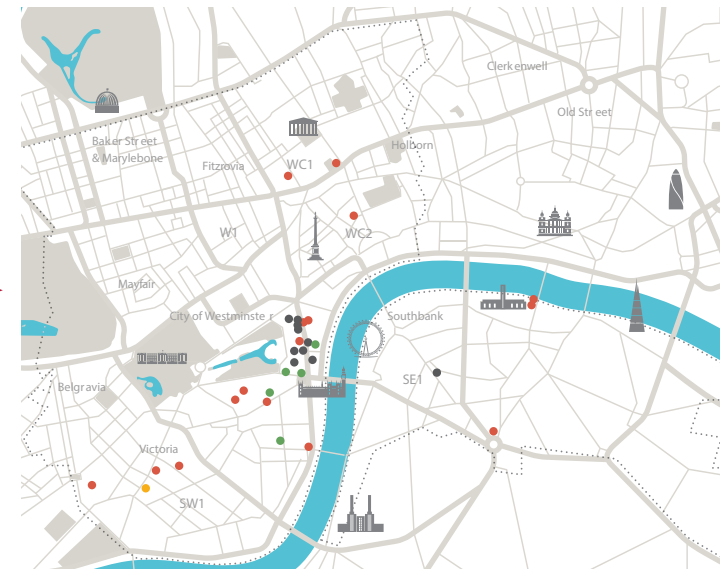 Clerkenwell
Old Street
Baker Street
& Marylebone
Holborn
Fitzrovia
WC1
W1
WC2
Mayfair
City of Westminster
Southbank
Belgravia
SE1
Victoria
SW1